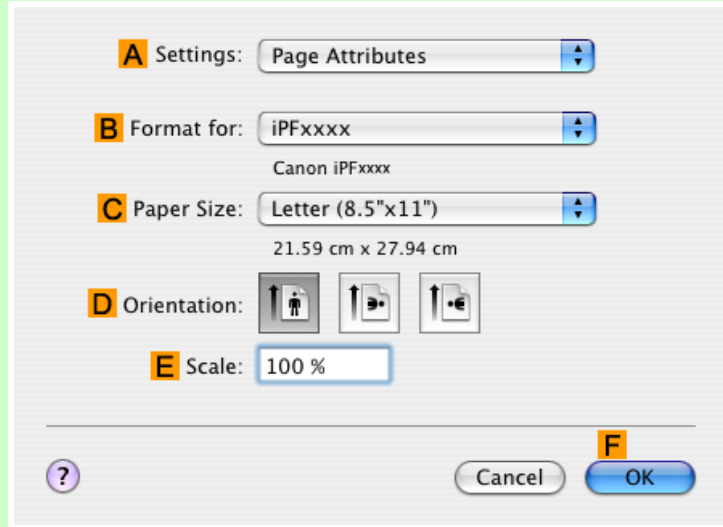 A Settings: Page Attributes
B Format for: iPFxxxx
Canon iPFxxxx
C Paper Size: Letter (8.5"x11")
21.59 cm x 27.94 cm
D Orientation:
E Scale: 100 %
F
? Cancel OK